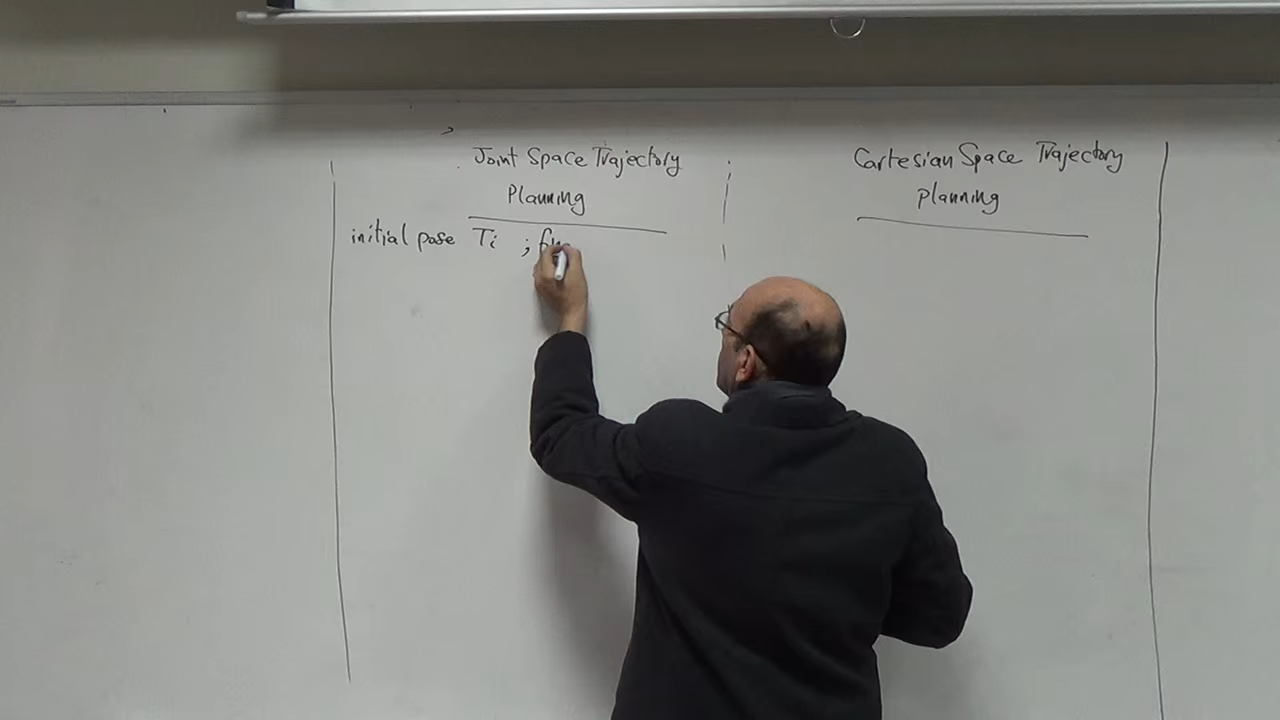 Joint Space Trajectory
Planning
initial pose Ti ;
Cartesian Space Trajectory
planning